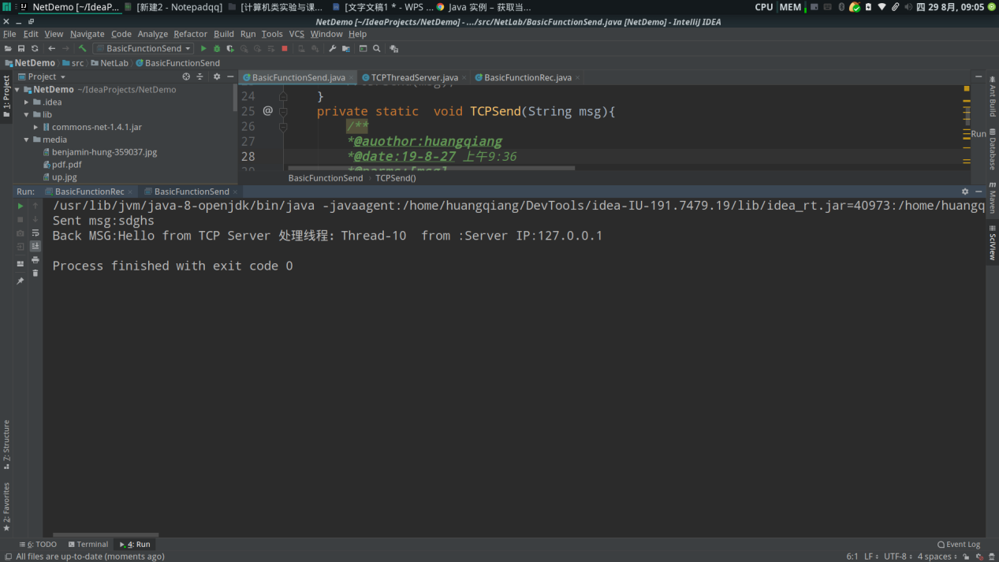 NetDemo [~/IdeaP... [新建2 - Notepadqq] [计算机类实验与课... [文字文稿1 * - WPS ... Java 实例 – 获取当... CPU MEM 四 29 8月, 09:05
NetDemo [~/IdeaProjects/NetDemo] - .../src/NetLab/BasicFunctionSend.java [NetDemo] - IntelliJ IDEA
File Edit View Navigate Code Analyze Refactor Build Run Tools VCS Window Help
BasicFunctionSend
NetDemo src NetLab BasicFunctionSend
Project
BasicFunctionSend.java TCPThreadServer.java BasicFunctionRec.java
1: Project
NetDemo ~/IdeaProjects/NetDemo
.idea
lib
commons-net-1.4.1.jar
media
benjamin-hung-359037.jpg
pdf.pdf
up.jpg
24 }
25 @ private static void TCPSend(String msg){
26 /**
27 *@auothor:huangqiang
28 *@date:19-8-27 上午9:36
*@parms:[msg]
BasicFunctionSend TCPSend()
Ant Build
Run
Database
Maven
SciView
Run: BasicFunctionRec BasicFunctionSend
/usr/lib/jvm/java-8-openjdk/bin/java -javaagent:/home/huangqiang/DevTools/idea-IU-191.7479.19/lib/idea_rt.jar=40973:/home/huangq
Sent msg:sdghs
Back MSG:Hello from TCP Server 处理线程：Thread-10 from :Server IP:127.0.0.1
Process finished with exit code 0
7: Structure
2: Favorites
6: TODO Terminal 4: Run Event Log
All files are up-to-date (moments ago) 6:1 LF UTF-8 4 spaces